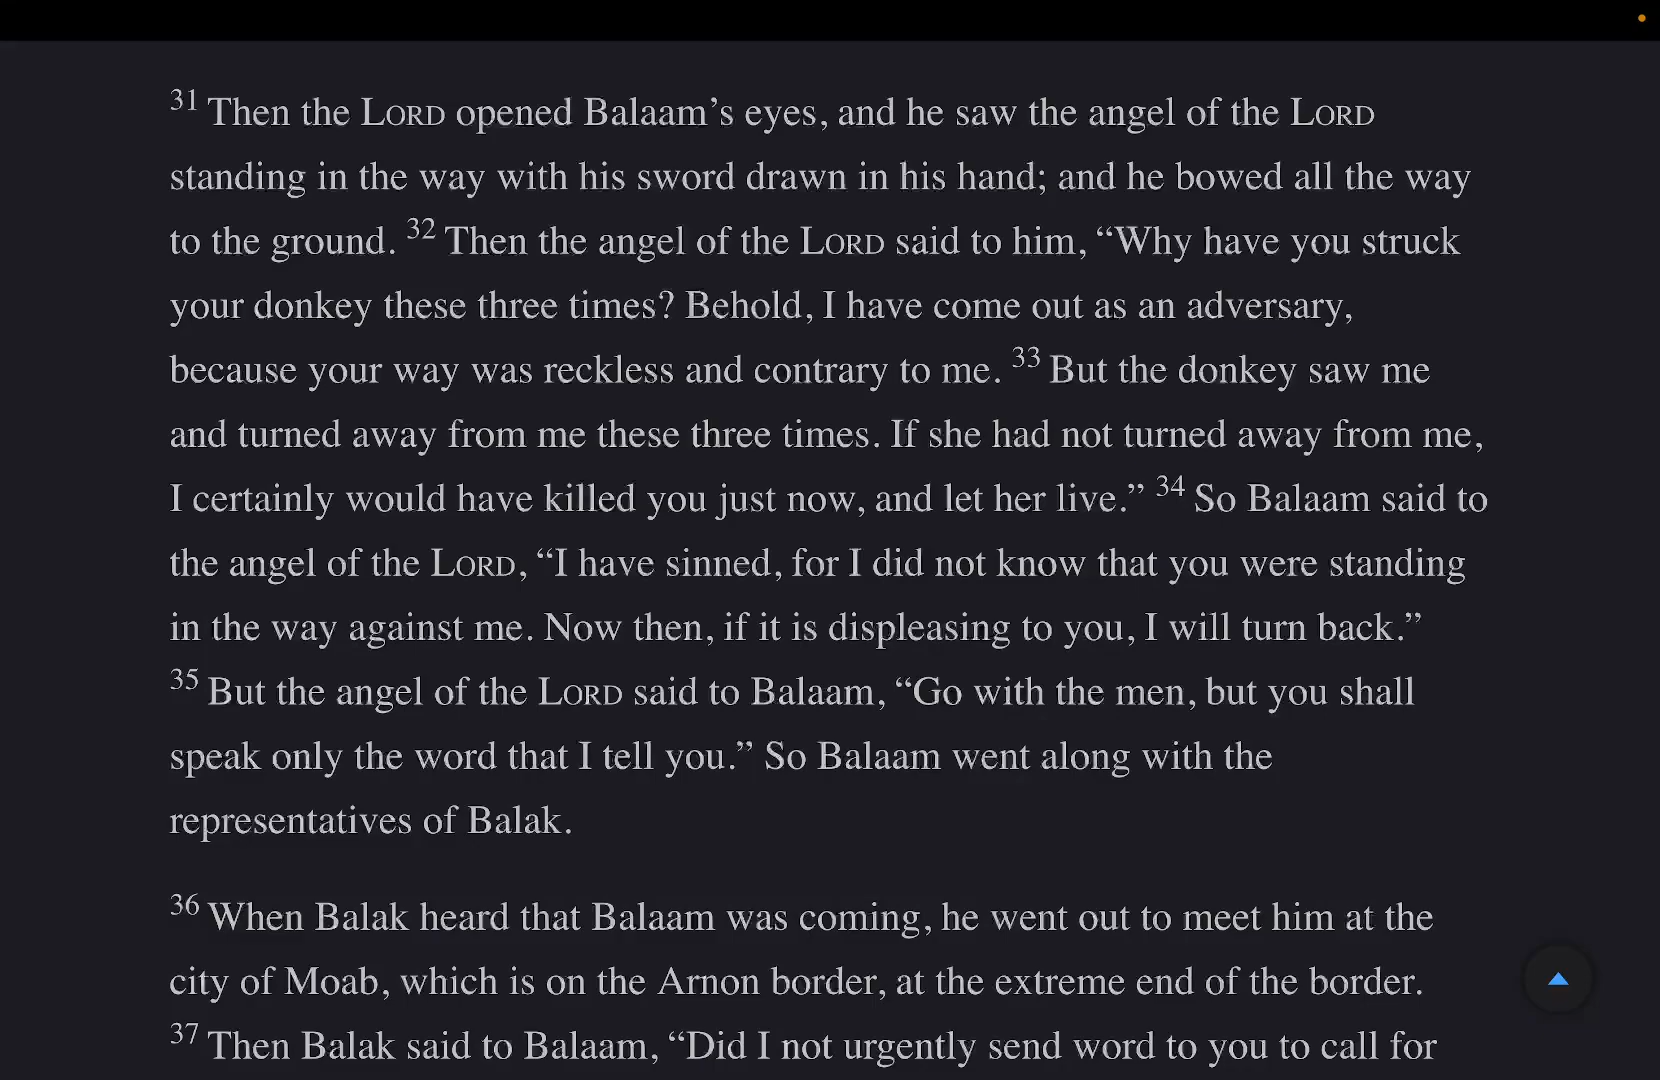 31 Then the LORD opened Balaam’s eyes, and he saw the angel of the LORD
standing in the way with his sword drawn in his hand; and he bowed all the way
to the ground. 32 Then the angel of the LORD said to him, “Why have you struck
your donkey these three times? Behold, I have come out as an adversary,
because your way was reckless and contrary to me. 33 But the donkey saw me
and turned away from me these three times. If she had not turned away from me,
I certainly would have killed you just now, and let her live.” 34 So Balaam said to
the angel of the LORD, “I have sinned, for I did not know that you were standing
in the way against me. Now then, if it is displeasing to you, I will turn back.”
35 But the angel of the LORD said to Balaam, “Go with the men, but you shall
speak only the word that I tell you.” So Balaam went along with the
representatives of Balak.
36 When Balak heard that Balaam was coming, he went out to meet him at the
city of Moab, which is on the Arnon border, at the extreme end of the border.
37 Then Balak said to Balaam, “Did I not urgently send word to you to call for